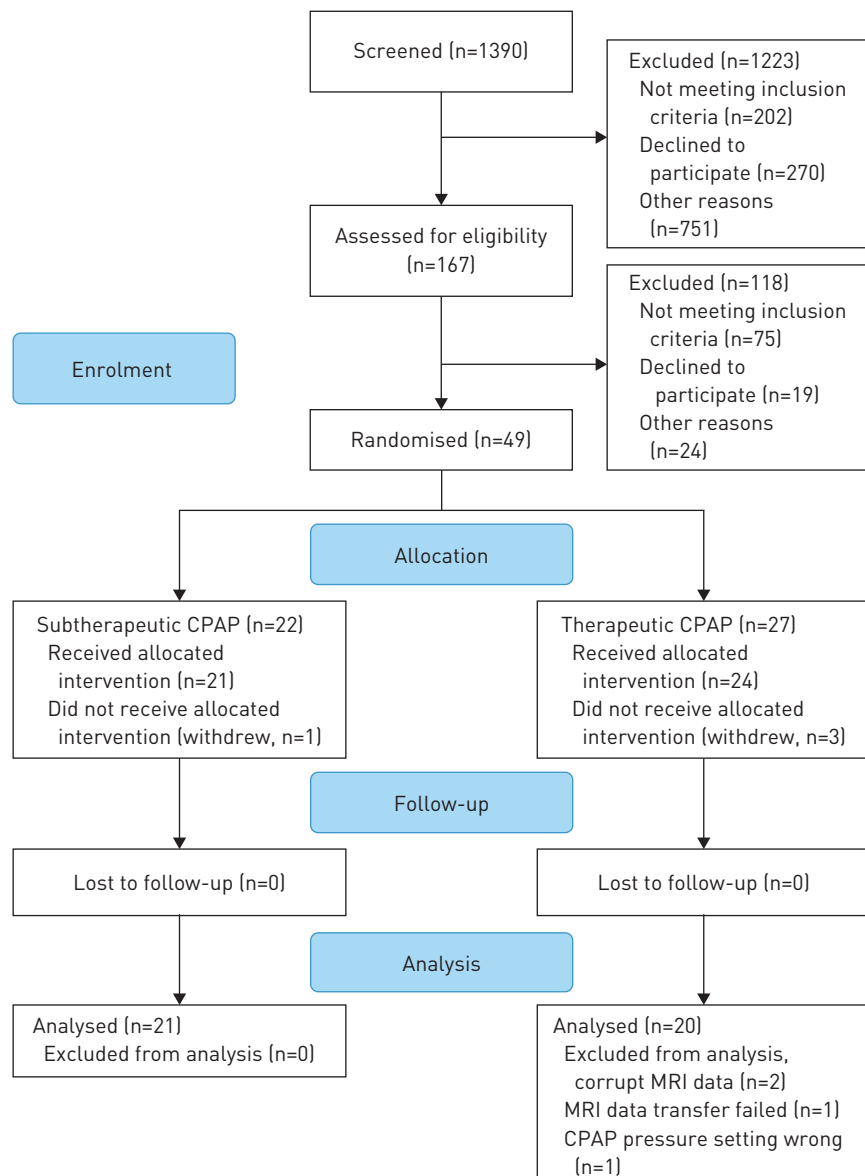 Screened (n=1390)
Excluded (n=1223)
Not meeting inclusion
criteria (n=202)
Declined to
participate (n=270)
Other reasons
(n=751)
Assessed for eligibility
(n=167)
Excluded (n=118)
Not meeting inclusion
criteria (n=75)
Declined to
participate (n=19)
Other reasons
(n=24)
Enrolment
Randomised (n=49)
Allocation
Subtherapeutic CPAP (n=22)
Received allocated
intervention (n=21)
Did not receive allocated
intervention (withdrew, n=1)
Therapeutic CPAP (n=27)
Received allocated
intervention (n=24)
Did not receive allocated
intervention (withdrew, n=3)
Follow-up
Lost to follow-up (n=0)
Lost to follow-up (n=0)
Analysis
Analysed (n=21)
Excluded from analysis (n=0)
Analysed (n=20)
Excluded from analysis,
corrupt MRI data (n=2)
MRI data transfer failed (n=1)
CPAP pressure setting wrong
(n=1)